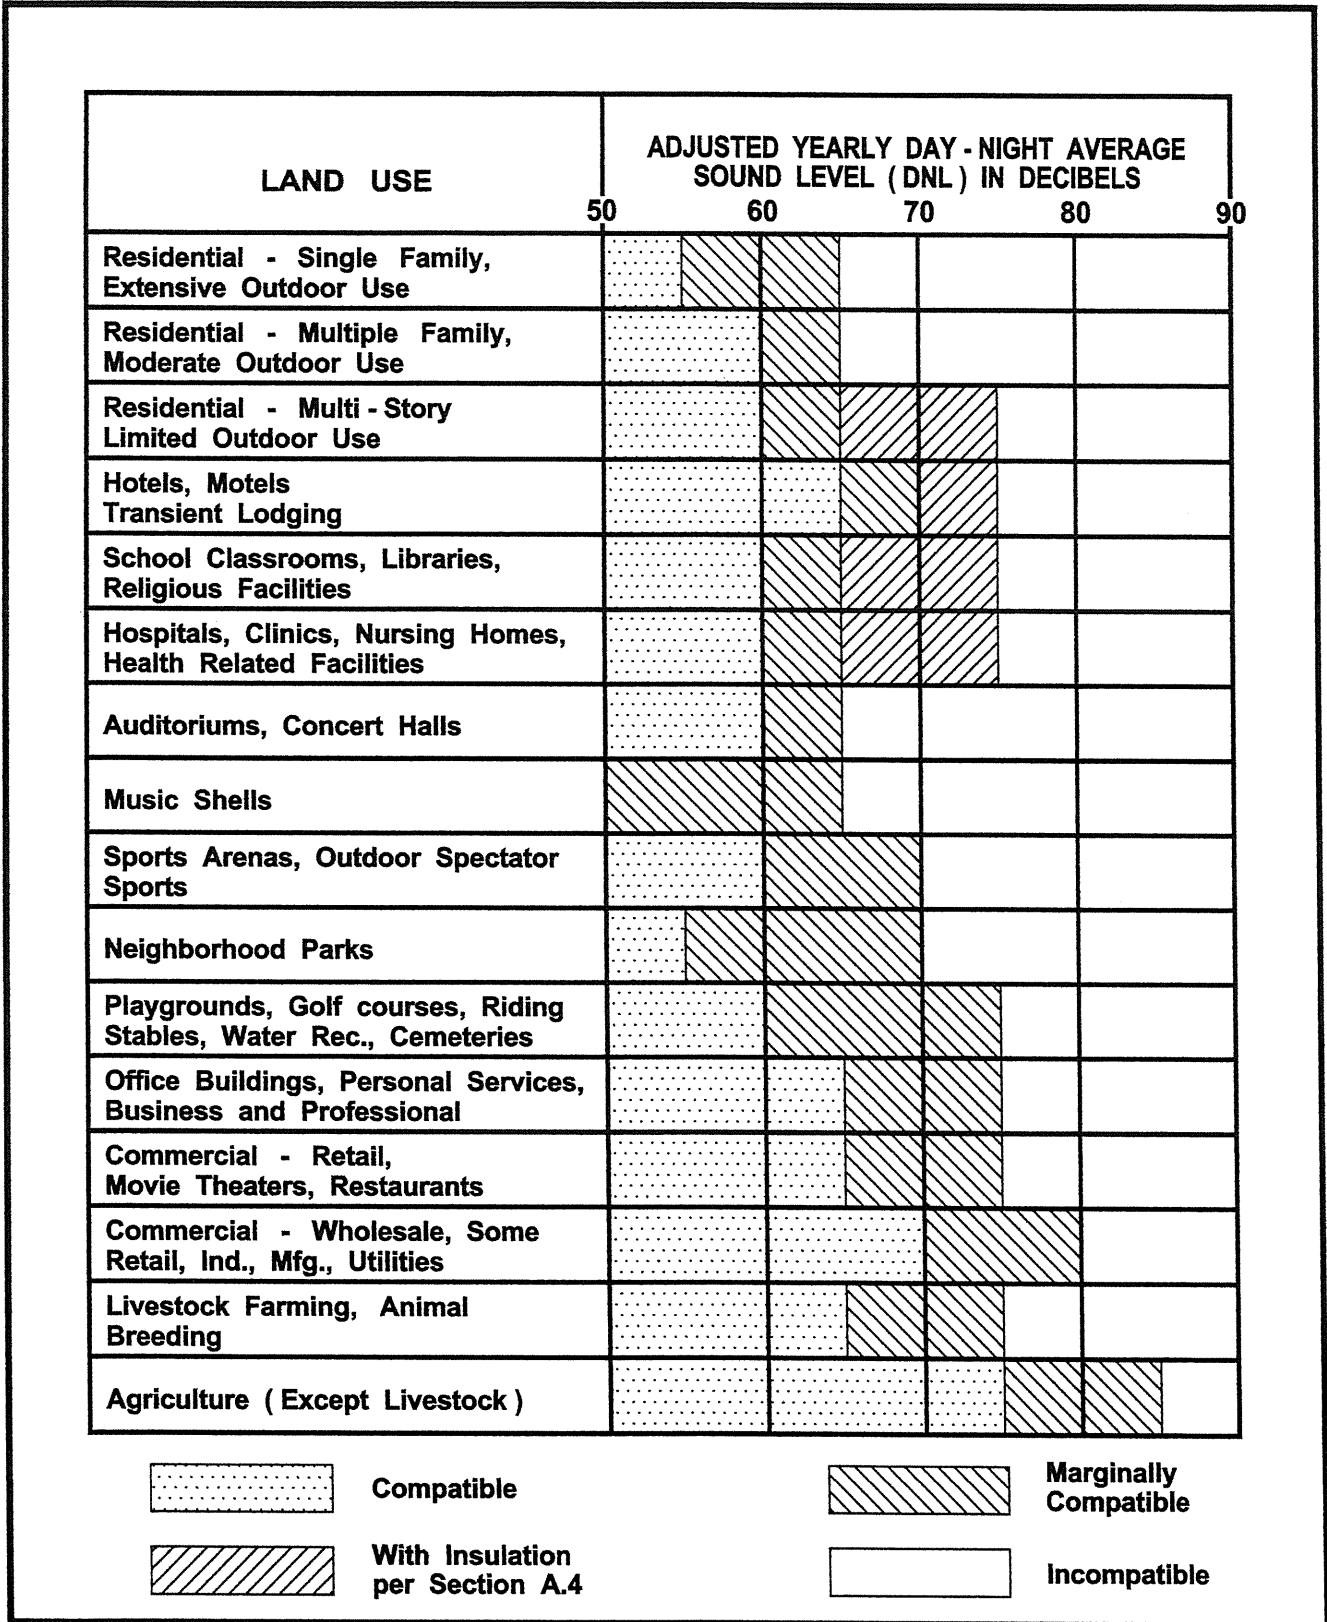 LAND USE
ADJUSTED YEARLY DAY - NIGHT AVERAGE
SOUND LEVEL ( DNL ) IN DECIBELS
50 60 70 80 90
Residential - Single Family,
Extensive Outdoor Use
Residential - Multiple Family,
Moderate Outdoor Use
Residential - Multi - Story
Limited Outdoor Use
Hotels, Motels
Transient Lodging
School Classrooms, Libraries,
Religious Facilities
Hospitals, Clinics, Nursing Homes,
Health Related Facilities
Auditoriums, Concert Halls
Music Shells
Sports Arenas, Outdoor Spectator
Sports
Neighborhood Parks
Playgrounds, Golf courses, Riding
Stables, Water Rec., Cemeteries
Office Buildings, Personal Services,
Business and Professional
Commercial - Retail,
Movie Theaters, Restaurants
Commercial - Wholesale, Some
Retail, Ind., Mfg., Utilities
Livestock Farming, Animal
Breeding
Agriculture ( Except Livestock )
Compatible
Marginally
Compatible
With Insulation
per Section A.4
Incompatible